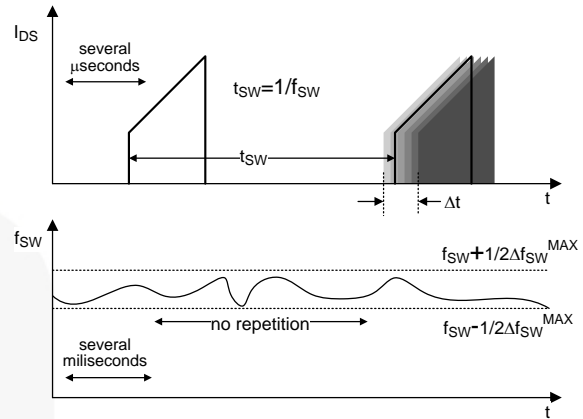 I_DS
several
μseconds
t_SW=1/f_SW
t_SW
Δt
t
f_SW
f_SW+1/2Δf_SW^MAX
no repetition
f_SW-1/2Δf_SW^MAX
several
miliseconds
t